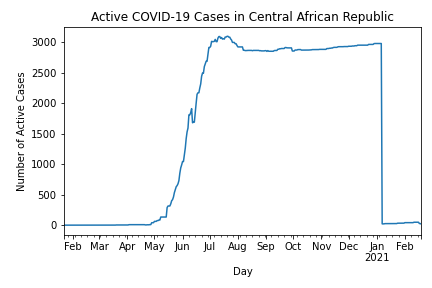 Active COVID-19 Cases in Central African Republic
Number of Active Cases
3000
2500
2000
1500
1000
500
0
Feb Mar Apr May Jun Jul Aug Sep Oct Nov Dec Jan Feb
2021
Day